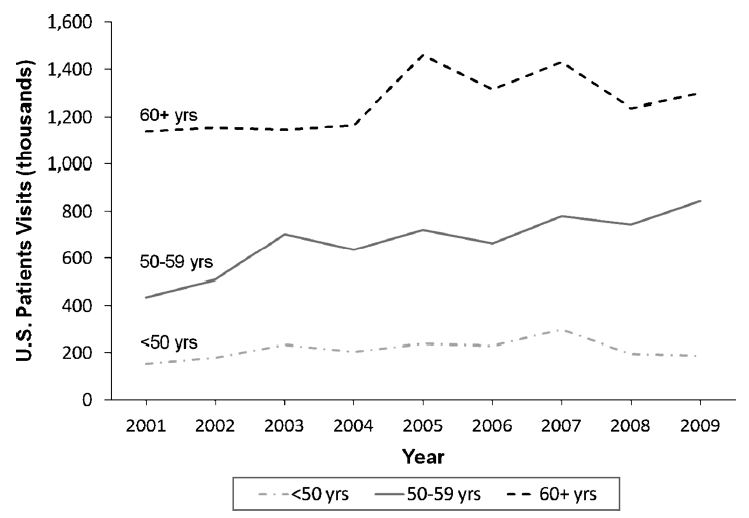 1,600
1,400
1,200
1,000
800
600
400
200
0
U.S. Patients Visits (thousands)
60+ yrs
50-59 yrs
<50 yrs
2001 2002 2003 2004 2005 2006 2007 2008 2009
Year
<50 yrs 50-59 yrs 60+ yrs